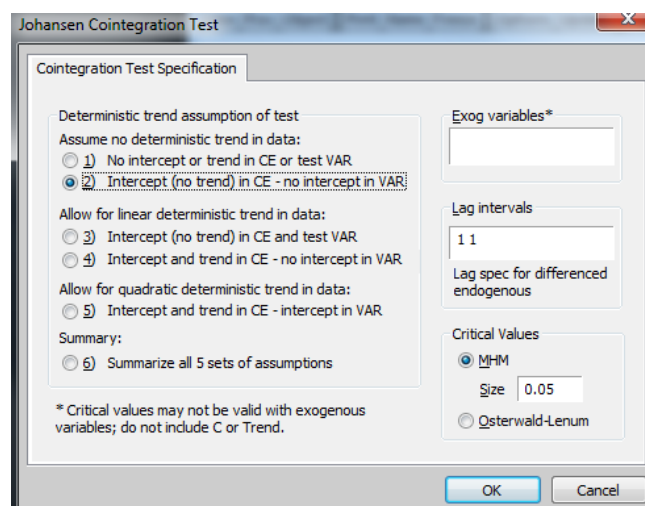 Johansen Cointegration Test
Cointegration Test Specification
Deterministic trend assumption of test
Assume no deterministic trend in data:
1) No intercept or trend in CE or test VAR
2) Intercept (no trend) in CE - no intercept in VAR
Allow for linear deterministic trend in data:
3) Intercept (no trend) in CE and test VAR
4) Intercept and trend in CE - no intercept in VAR
Allow for quadratic deterministic trend in data:
5) Intercept and trend in CE - intercept in VAR
Summary:
6) Summarize all 5 sets of assumptions
* Critical values may not be valid with exogenous
variables; do not include C or Trend.
Exog variables*
Lag intervals
1 1
Lag spec for differenced
endogenous
Critical Values
MHM
Size 0.05
Osterwald-Lenum
OK
Cancel